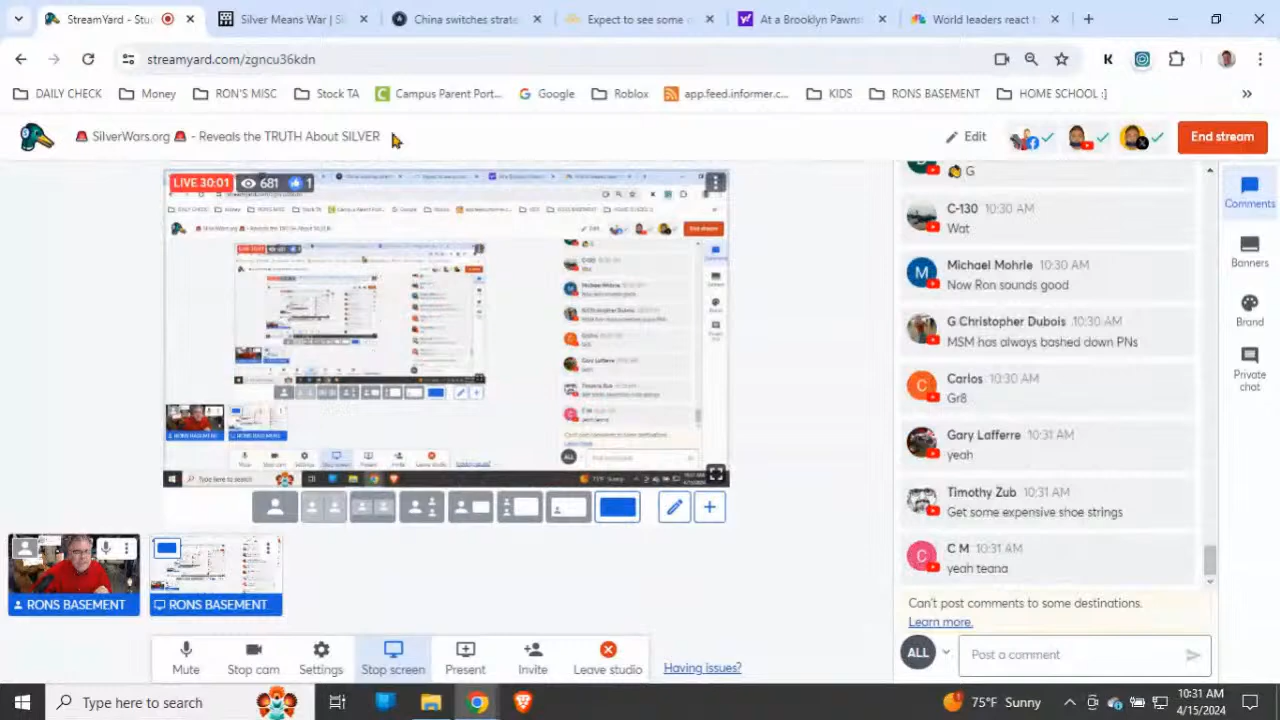 StreamYard - Stu
Silver Means War | S
China switches strate
Expect to see some
At a Brooklyn Pawns
World leaders react
streamyard.com/zgncu36kdn
K
DAILY CHECK
Money
RON'S MISC
Stock TA
Campus Parent Port...
Google
Roblox
app.feed.informer.c...
KIDS
RONS BASEMENT
HOME SCHOOL :]
🚨 SilverWars.org 🚨 - Reveals the TRUTH About SILVER
Edit
End stream
LIVE 30:01
681
1
G
C-130 10:30 AM
Wat
Michael Mohrle 10:30 AM
Now Ron sounds good
G Christopher Dubois 10:30 AM
MSM has always bashed down PNs
Carlos 10:30 AM
Gr8
Gary Lafferre 10:31 AM
yeah
Timothy Zub 10:31 AM
Get some expensive shoe strings
C M 10:31 AM
yeah teana
Can't post comments to some destinations.
Learn more.
ALL
Post a comment
Comments
Banners
Brand
Private
chat
RONS BASEMENT
RONS BASEMENT
Mute
Stop cam
Settings
Stop screen
Present
Invite
Leave studio
Having issues?
Type here to search
75°F Sunny
10:31 AM
4/15/2024